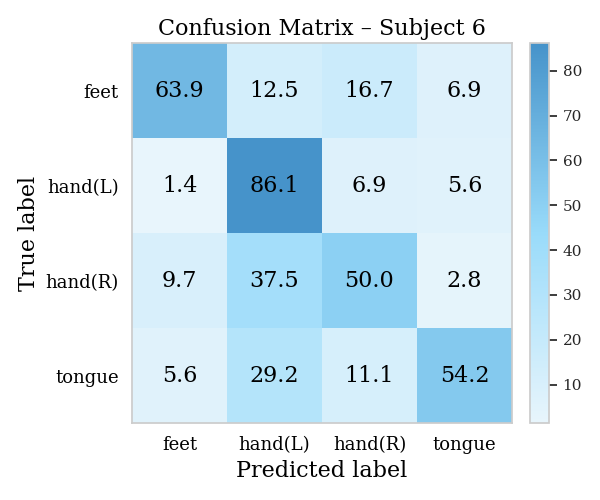 Confusion Matrix – Subject 6
feet 63.9 12.5 16.7 6.9
hand(L) 1.4 86.1 6.9 5.6
hand(R) 9.7 37.5 50.0 2.8
tongue 5.6 29.2 11.1 54.2
feet hand(L) hand(R) tongue
Predicted label
True label
80
70
60
50
40
30
20
10